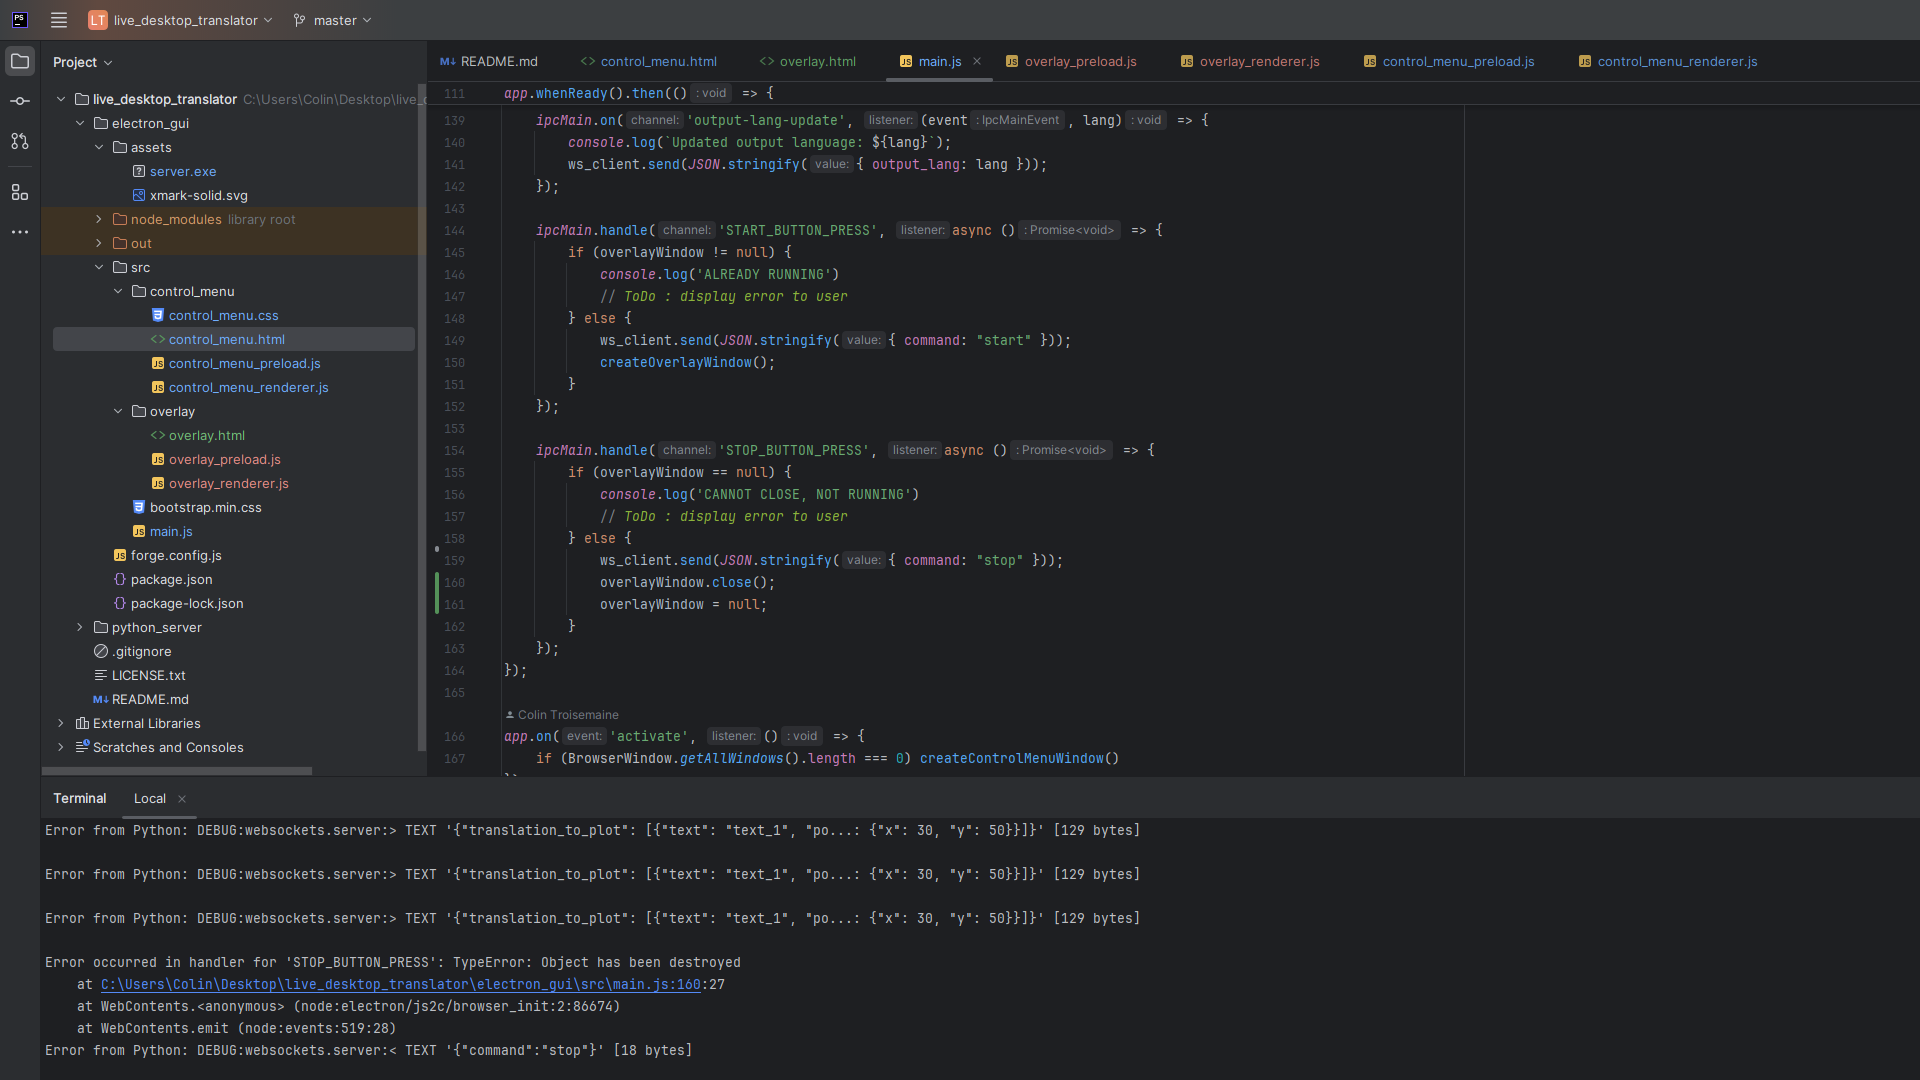 PS
LT live_desktop_translator
master
Project
live_desktop_translator C:\Users\Colin\Desktop\live_c
electron_gui
assets
server.exe
xmark-solid.svg
node_modules library root
out
src
control_menu
control_menu.css
control_menu.html
control_menu_preload.js
control_menu_renderer.js
overlay
overlay.html
overlay_preload.js
overlay_renderer.js
bootstrap.min.css
main.js
forge.config.js
package.json
package-lock.json
python_server
.gitignore
LICENSE.txt
README.md
External Libraries
Scratches and Consoles
README.md control_menu.html overlay.html main.js overlay_preload.js overlay_renderer.js control_menu_preload.js control_menu_renderer.js
111 app.whenReady().then(() : void => {
139 ipcMain.on( channel: 'output-lang-update', listener: (event : IpcMainEvent , lang) : void => {
140 console.log(`Updated output language: ${lang}`);
141 ws_client.send(JSON.stringify( value: { output_lang: lang }));
142 });
143
144 ipcMain.handle( channel: 'START_BUTTON_PRESS', listener: async () : Promise<void> => {
145 if (overlayWindow != null) {
146 console.log('ALREADY RUNNING')
147 // ToDo : display error to user
148 } else {
149 ws_client.send(JSON.stringify( value: { command: "start" }));
150 createOverlayWindow();
151 }
152 });
153
154 ipcMain.handle( channel: 'STOP_BUTTON_PRESS', listener: async () : Promise<void> => {
155 if (overlayWindow == null) {
156 console.log('CANNOT CLOSE, NOT RUNNING')
157 // ToDo : display error to user
158 } else {
159 ws_client.send(JSON.stringify( value: { command: "stop" }));
160 overlayWindow.close();
161 overlayWindow = null;
162 }
163 });
164 });
165
Colin Troisemaine
166 app.on( event: 'activate', listener: () : void => {
167 if (BrowserWindow.getAllWindows().length === 0) createControlMenuWindow()
Terminal Local
Error from Python: DEBUG:websockets.server:> TEXT '{"translation_to_plot": [{"text": "text_1", "po...: {"x": 30, "y": 50}}]}' [129 bytes]
Error from Python: DEBUG:websockets.server:> TEXT '{"translation_to_plot": [{"text": "text_1", "po...: {"x": 30, "y": 50}}]}' [129 bytes]
Error from Python: DEBUG:websockets.server:> TEXT '{"translation_to_plot": [{"text": "text_1", "po...: {"x": 30, "y": 50}}]}' [129 bytes]
Error occurred in handler for 'STOP_BUTTON_PRESS': TypeError: Object has been destroyed
at C:\Users\Colin\Desktop\live_desktop_translator\electron_gui\src\main.js:160:27
at WebContents.<anonymous> (node:electron/js2c/browser_init:2:86674)
at WebContents.emit (node:events:519:28)
Error from Python: DEBUG:websockets.server:< TEXT '{"command":"stop"}' [18 bytes]